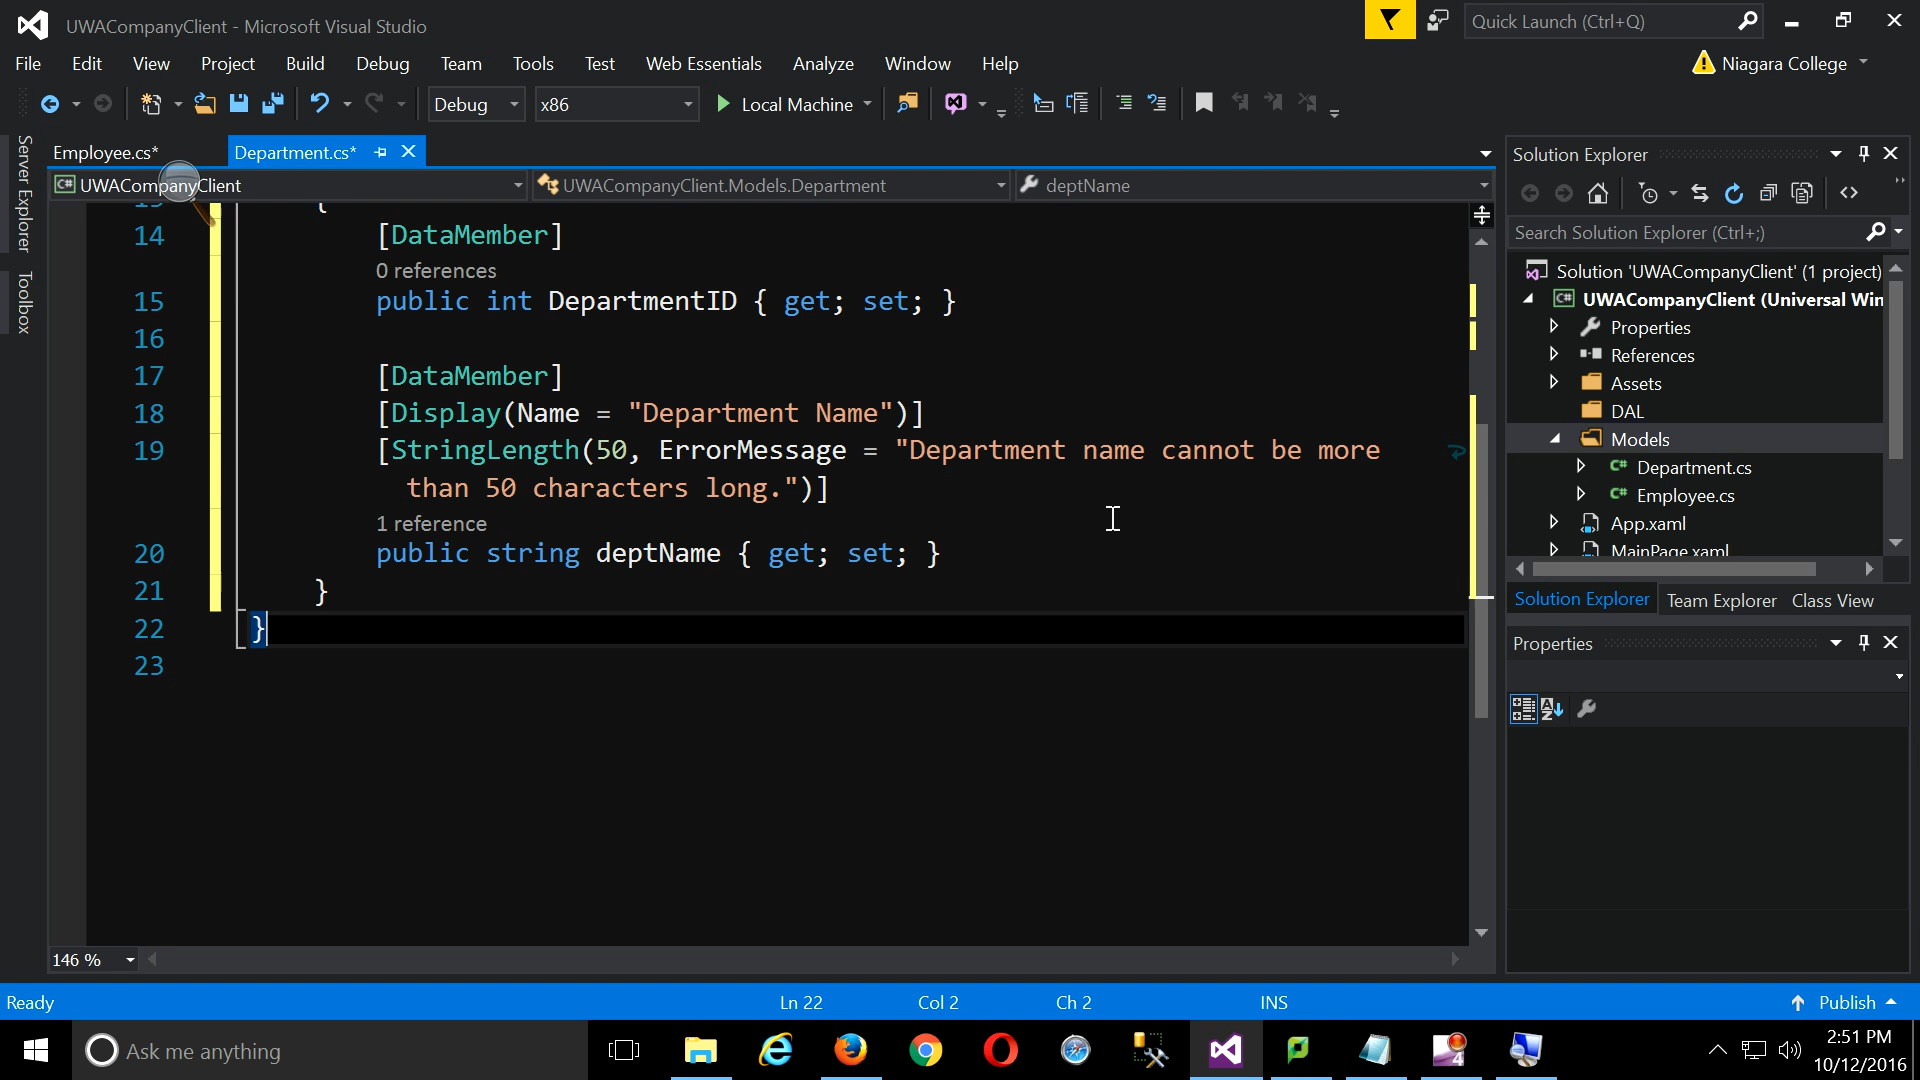 UWACompanyClient - Microsoft Visual Studio
Quick Launch (Ctrl+Q)
File Edit View Project Build Debug Team Tools Test Web Essentials Analyze Window Help
Niagara College
Debug x86 Local Machine
Server Explorer
Toolbox
Employee.cs* Department.cs*
UWACompanyClient UWACompanyClient.Models.Department deptName
{
14 [DataMember]
0 references
15 public int DepartmentID { get; set; }
16
17 [DataMember]
18 [Display(Name = "Department Name")]
19 [StringLength(50, ErrorMessage = "Department name cannot be more
than 50 characters long.")]
1 reference
20 public string deptName { get; set; }
21 }
22 }
23
146 %
Solution Explorer
Search Solution Explorer (Ctrl+;)
Solution 'UWACompanyClient' (1 project)
UWACompanyClient (Universal Win
Properties
References
Assets
DAL
Models
C# Department.cs
C# Employee.cs
App.xaml
MainPage.xaml
Solution Explorer Team Explorer Class View
Properties
Ready Ln 22 Col 2 Ch 2 INS Publish
Ask me anything
2:51 PM
10/12/2016